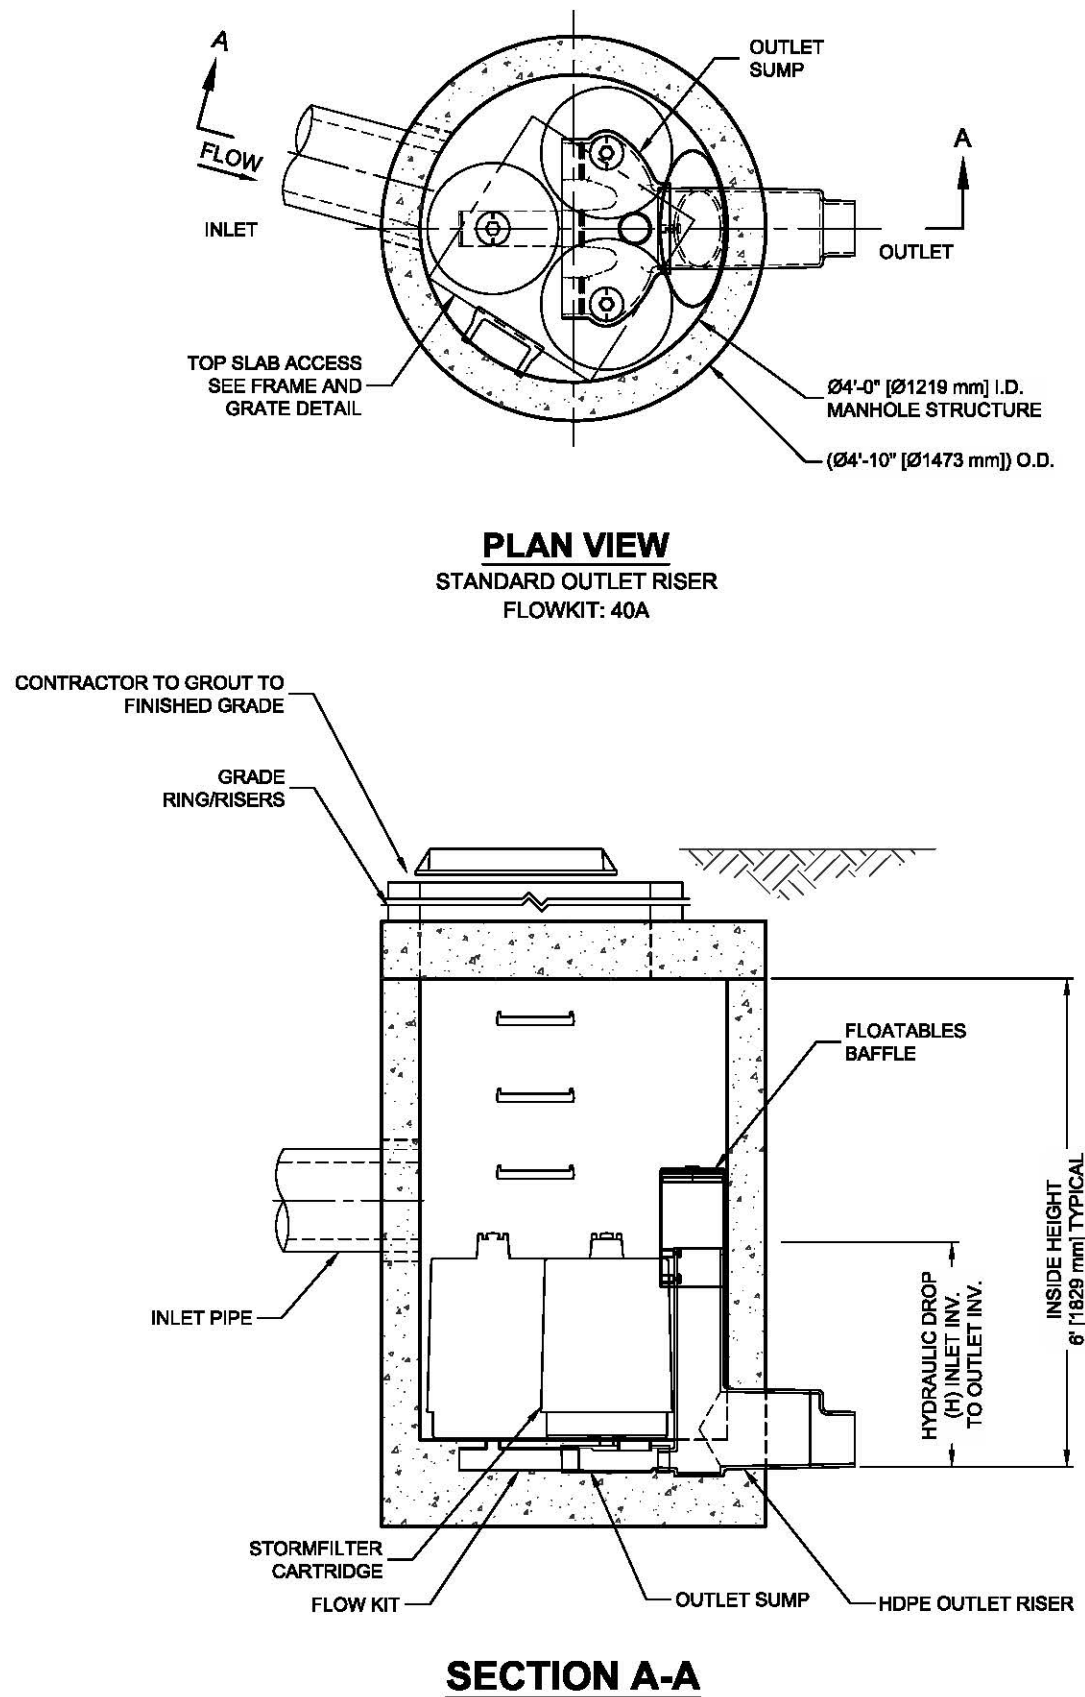 A
OUTLET
SUMP
FLOW
A
INLET
OUTLET
TOP SLAB ACCESS
SEE FRAME AND
GRATE DETAIL
Ø4'-0" [Ø1219 mm] I.D.
MANHOLE STRUCTURE
(Ø4'-10" [Ø1473 mm]) O.D.
PLAN VIEW
STANDARD OUTLET RISER
FLOWKIT: 40A
CONTRACTOR TO GROUT TO
FINISHED GRADE
GRADE
RING/RISERS
FLOATABLES
BAFFLE
INSIDE HEIGHT
6' [1829 mm] TYPICAL
HYDRAULIC DROP
(H) INLET INV.
TO OUTLET INV.
INLET PIPE
STORMFILTER
CARTRIDGE
FLOW KIT
OUTLET SUMP
HDPE OUTLET RISER
SECTION A-A